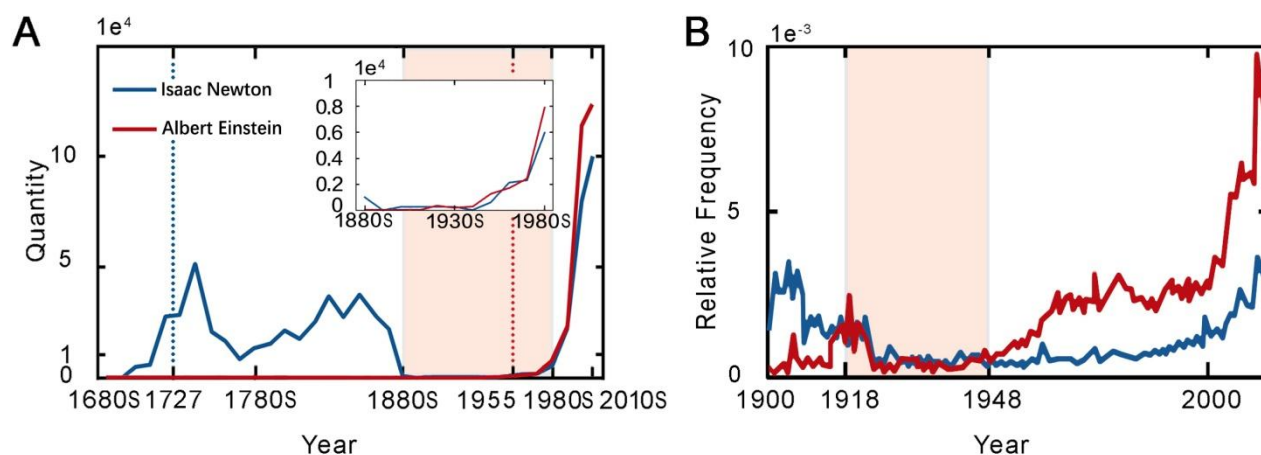 A
1e4
Isaac Newton
Albert Einstein
Quantity
10
5
1
0
1680S 1727 1780S 1880S 1955 1980S 2010S
Year
1e4
1
0.8
0.6
0.4
0.2
0
1880S 1930S 1980S
B
1e-3
Relative Frequency
10
5
0
1900 1918 1948 2000
Year